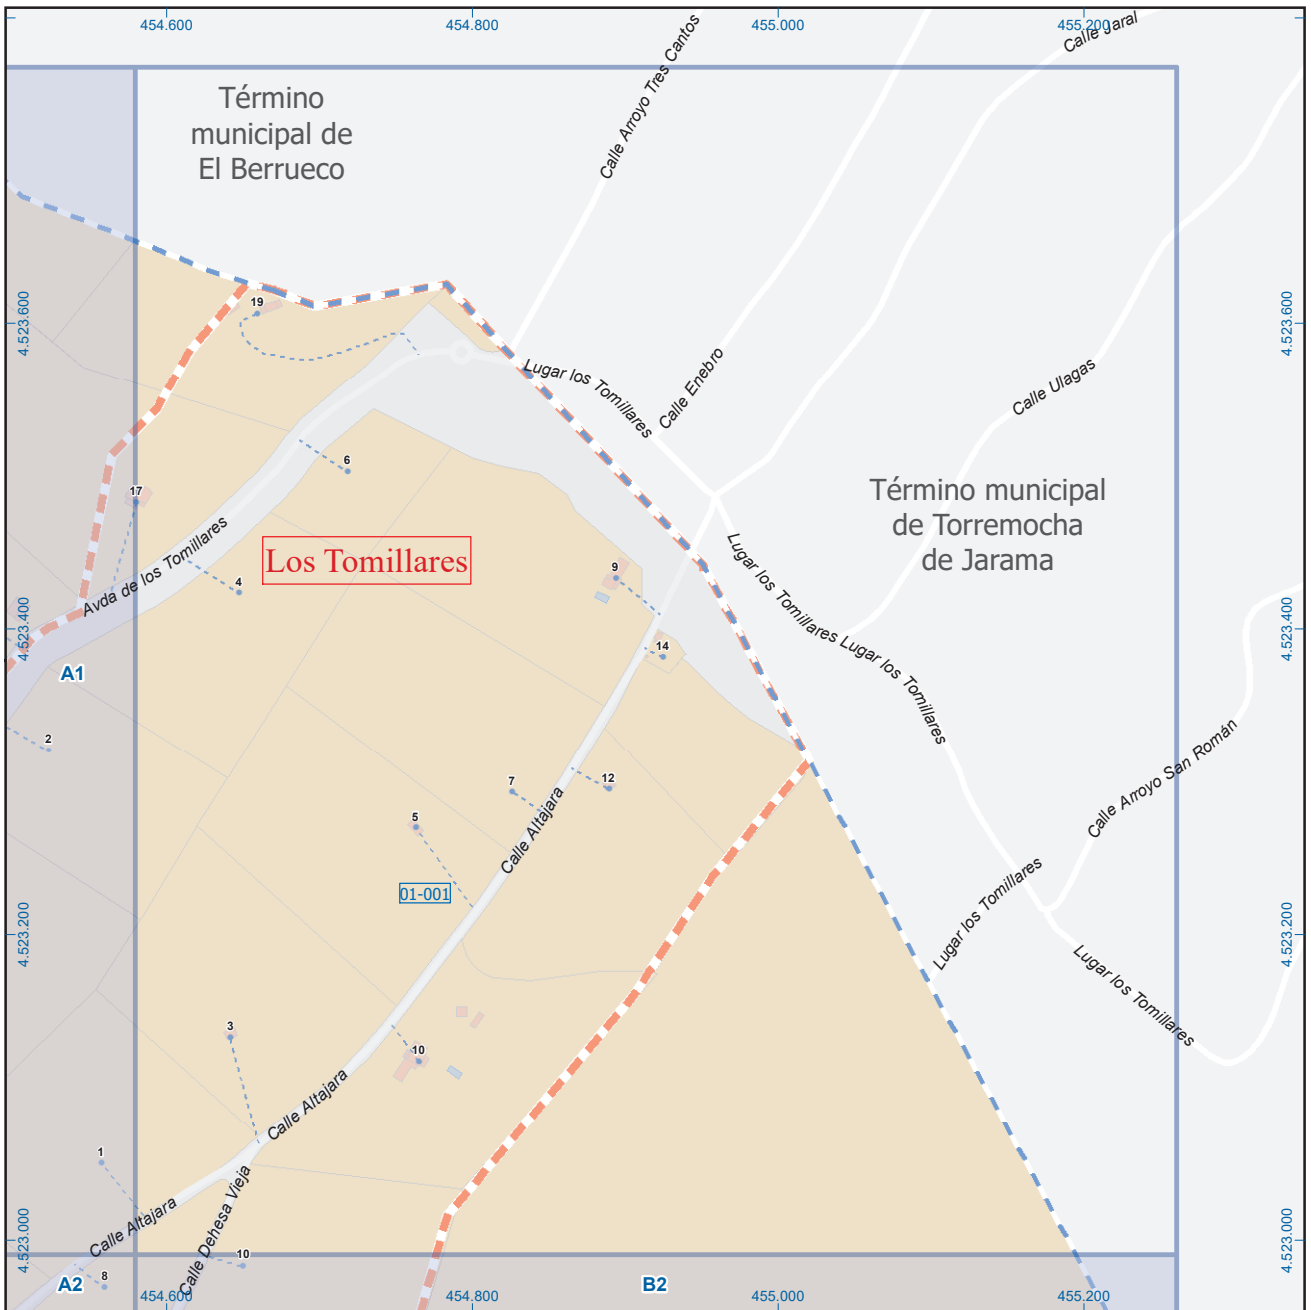 454.600
454.800
455.000
455.200
Calle Jaral
Calle Arroyo Tres Cantos
Término
municipal de
El Berrueco
19
4.523.600
4.523.600
Lugar los Tomillares
Calle Enebro
Calle Ulagas
6
17
Término municipal
de Torremocha
de Jarama
Avda de los Tomillares
Los Tomillares
4
9
Lugar los Tomillares
Lugar los Tomillares
14
4.523.400
4.523.400
A1
2
7
12
Calle Arroyo San Román
5
Calle Altajara
01-001
Lugar los Tomillares
4.523.200
4.523.200
Lugar los Tomillares
3
10
Calle Altajara
1
Calle Altajara
Calle Dehesa Vieja
4.523.000
4.523.000
10
A2
8
B2
454.600
454.800
455.000
455.200